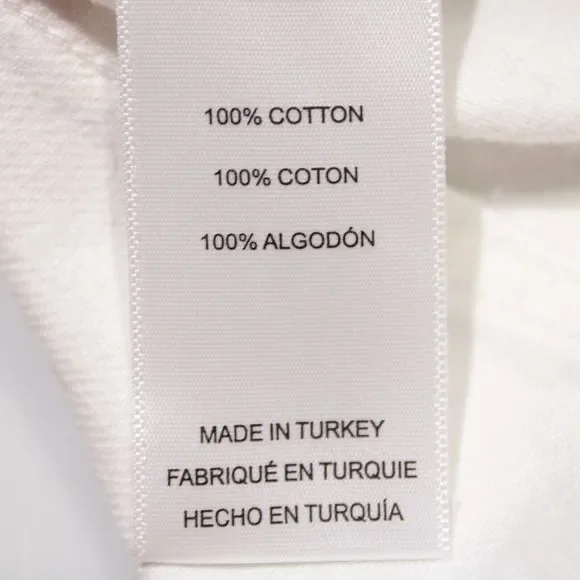 100% COTTON
100% COTON
100% ALGODÓN
MADE IN TURKEY
FABRIQUÉ EN TURQUIE
HECHO EN TURQUÍA